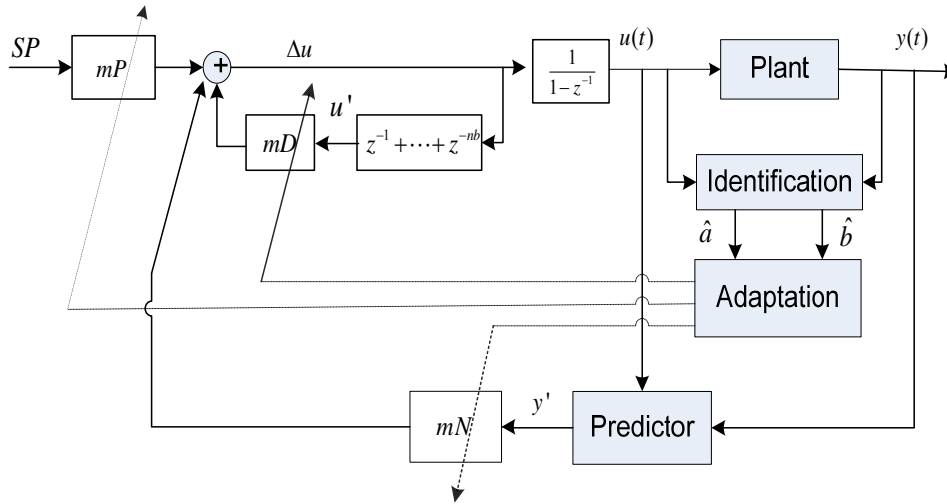 SP
mP
+
Δu
1
1 − z⁻¹
u(t)
Plant
y(t)
u'
mD
z⁻¹ + ⋯ + z⁻ⁿᵇ
Identification
â
b̂
Adaptation
mN
y'
Predictor